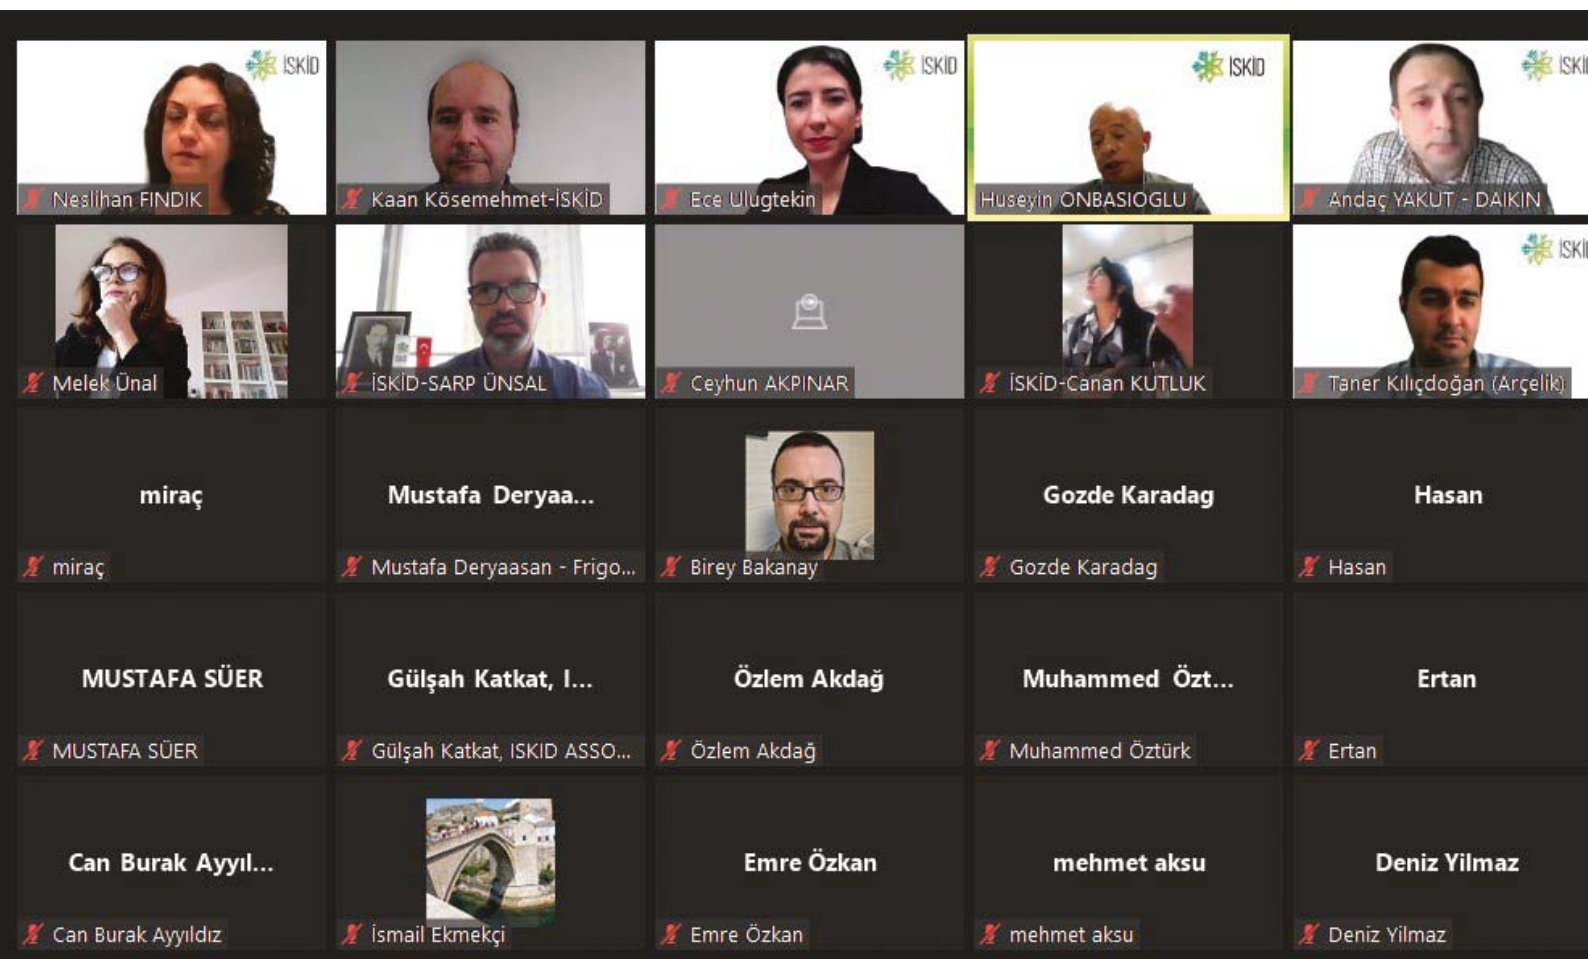 İSKİD
İSKİD
İSKİD
Neslihan FINDIK
Kaan Kösemehmet-İSKİD
Ece Ulugtekin
Huseyin ONBASIOGLU
Andaç YAKUT - DAIKIN
Melek Ünal
İSKİD-SARP ÜNSAL
Ceyhun AKPINAR
İSKİD-Canan KUTLUK
Taner Kılıçdoğan (Arçelik)
miraç
Mustafa Deryaa...
Gozde Karadag
Hasan
miraç
Mustafa Deryaasan - Frigo...
Birey Bakanay
Gozde Karadag
Hasan
MUSTAFA SÜER
Gülşah Katkat, I...
Özlem Akdağ
Muhammed Özt...
Ertan
MUSTAFA SÜER
Gülşah Katkat, ISKID ASSO...
Özlem Akdağ
Muhammed Öztürk
Ertan
Can Burak Ayyıl...
Emre Özkan
mehmet aksu
Deniz Yilmaz
Can Burak Ayyıldız
İsmail Ekmekçi
Emre Özkan
mehmet aksu
Deniz Yilmaz